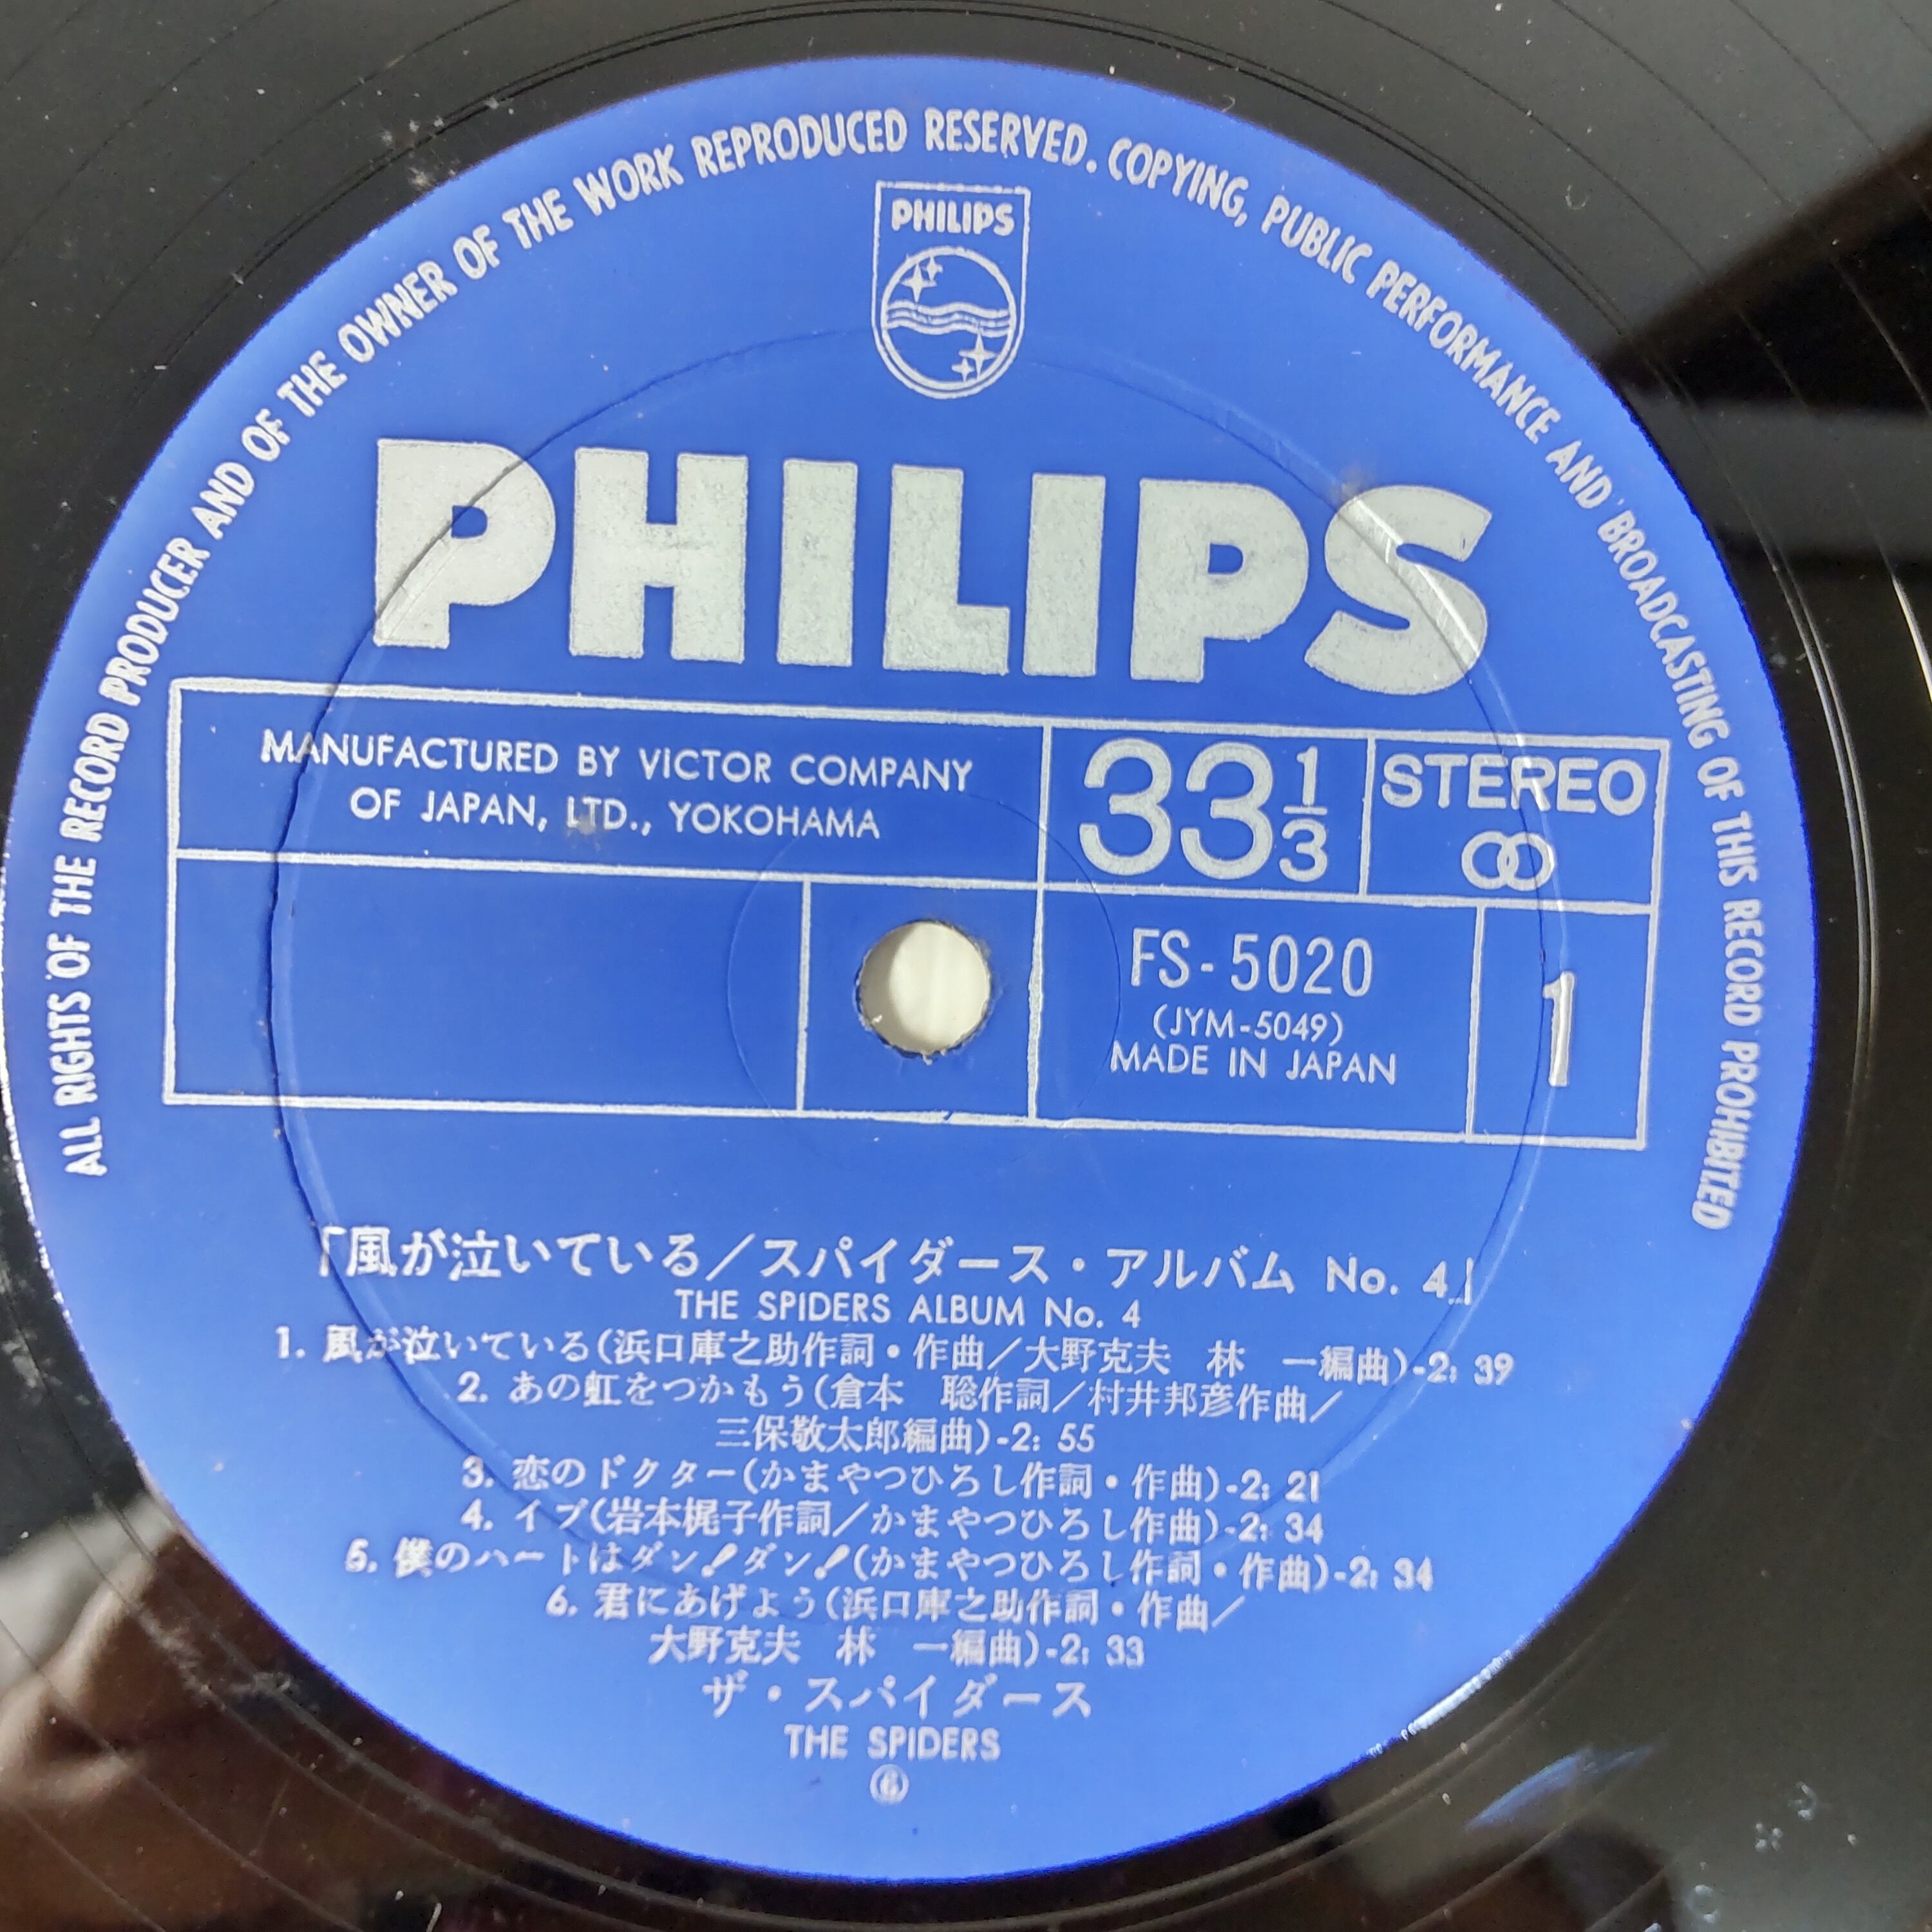 ALL RIGHTS OF THE RECORD PRODUCER AND OF THE OWNER OF THE WORK REPRODUCED RESERVED. COPYING, PUBLIC PERFORMANCE AND BROADCASTING OF THIS RECORD PROHIBITED
PHILIPS
PHILIPS
MANUFACTURED BY VICTOR COMPANY
OF JAPAN, LTD., YOKOHAMA
33 1/3
STEREO
FS-5020
(JYM-5049)
MADE IN JAPAN
1
「風が泣いている/スパイダース・アルバム No. 4」
THE SPIDERS ALBUM No. 4
1. 風が泣いている(浜口庫之助作詞・作曲/大野克夫 林 一編曲)-2: 39
2. あの虹をつかもう(倉本 聡作詞/村井邦彦作曲/
三保敬太郎編曲)-2: 55
3. 恋のドクター(かまやつひろし作詞・作曲)-2: 21
4. イブ(岩本梶子作詞/かまやつひろし作曲)-2: 34
5. 僕のハートはダン!ダン!(かまやつひろし作詞・作曲)-2: 34
6. 君にあげよう(浜口庫之助作詞・作曲/
大野克夫 林 一編曲)-2: 33
ザ・スパイダース
THE SPIDERS
⑥